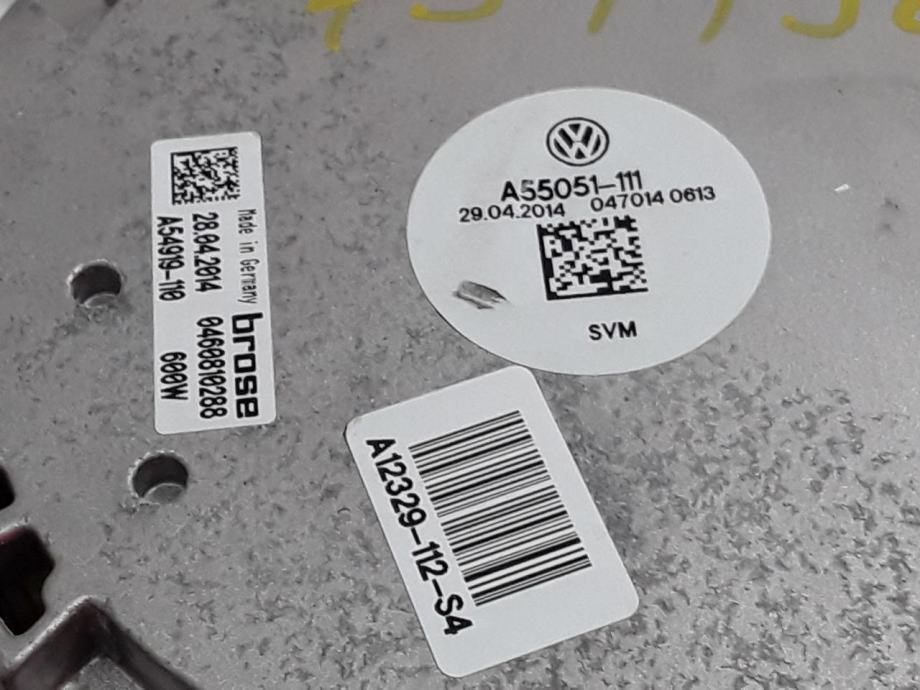 Made in Germany
brose
28.04.2014 0460810288
A54919-110 600W
A55051-111
29.04.2014 047014 0613
SVM
A12329-112-S4